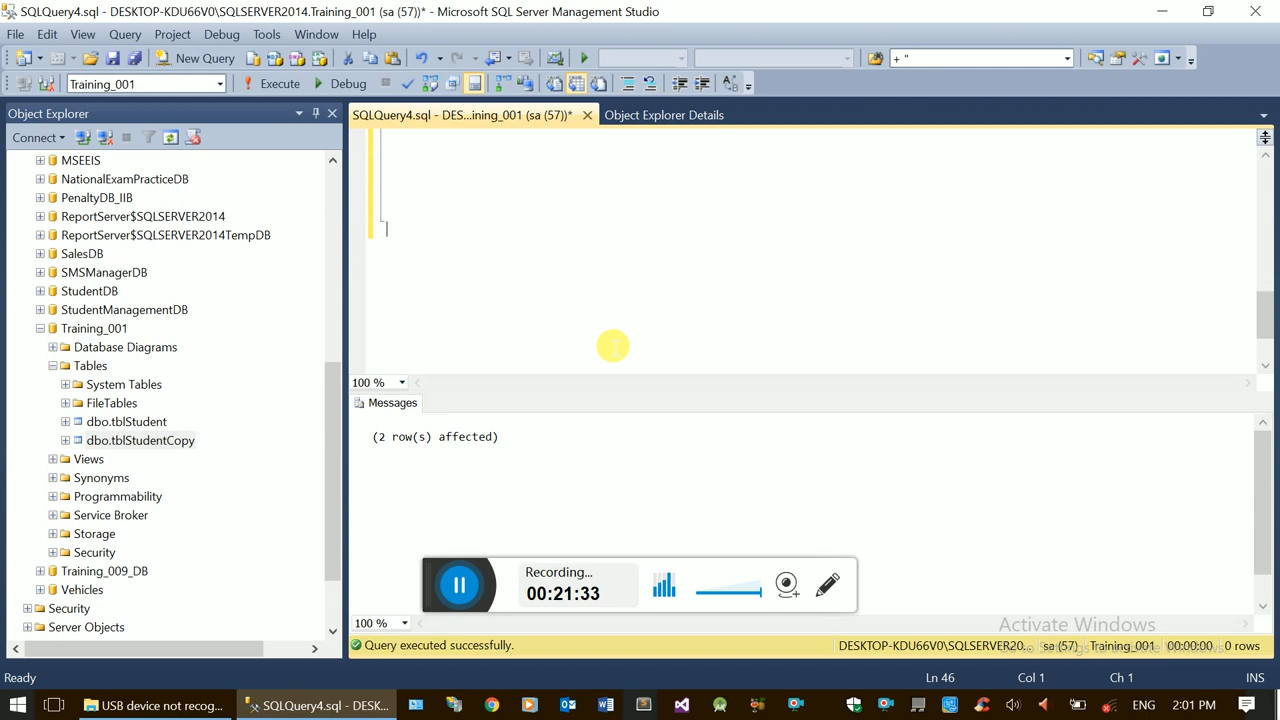 SQLQuery4.sql - DESKTOP-KDU66V0\SQLSERVER2014.Training_001 (sa (57))* - Microsoft SQL Server Management Studio
File Edit View Query Project Debug Tools Window Help
New Query + "
Training_001 ! Execute Debug
Object Explorer
SQLQuery4.sql - DES...ining_001 (sa (57))* Object Explorer Details
Connect
MSEEIS
NationalExamPracticeDB
PenaltyDB_IIB
ReportServer$SQLSERVER2014
ReportServer$SQLSERVER2014TempDB
SalesDB
SMSManagerDB
StudentDB
StudentManagementDB
Training_001
Database Diagrams
Tables
System Tables
FileTables
dbo.tblStudent
dbo.tblStudentCopy
Views
Synonyms
Programmability
Service Broker
Storage
Security
Training_009_DB
Vehicles
Security
Server Objects
100 %
Messages
(2 row(s) affected)
Recording...
00:21:33
Activate Windows
100 %
Query executed successfully. DESKTOP-KDU66V0\SQLSERVER20... sa (57) Training_001 00:00:00 0 rows
Ready Ln 46 Col 1 Ch 1 INS
USB device not recog... SQLQuery4.sql - DESK... ENG 2:01 PM